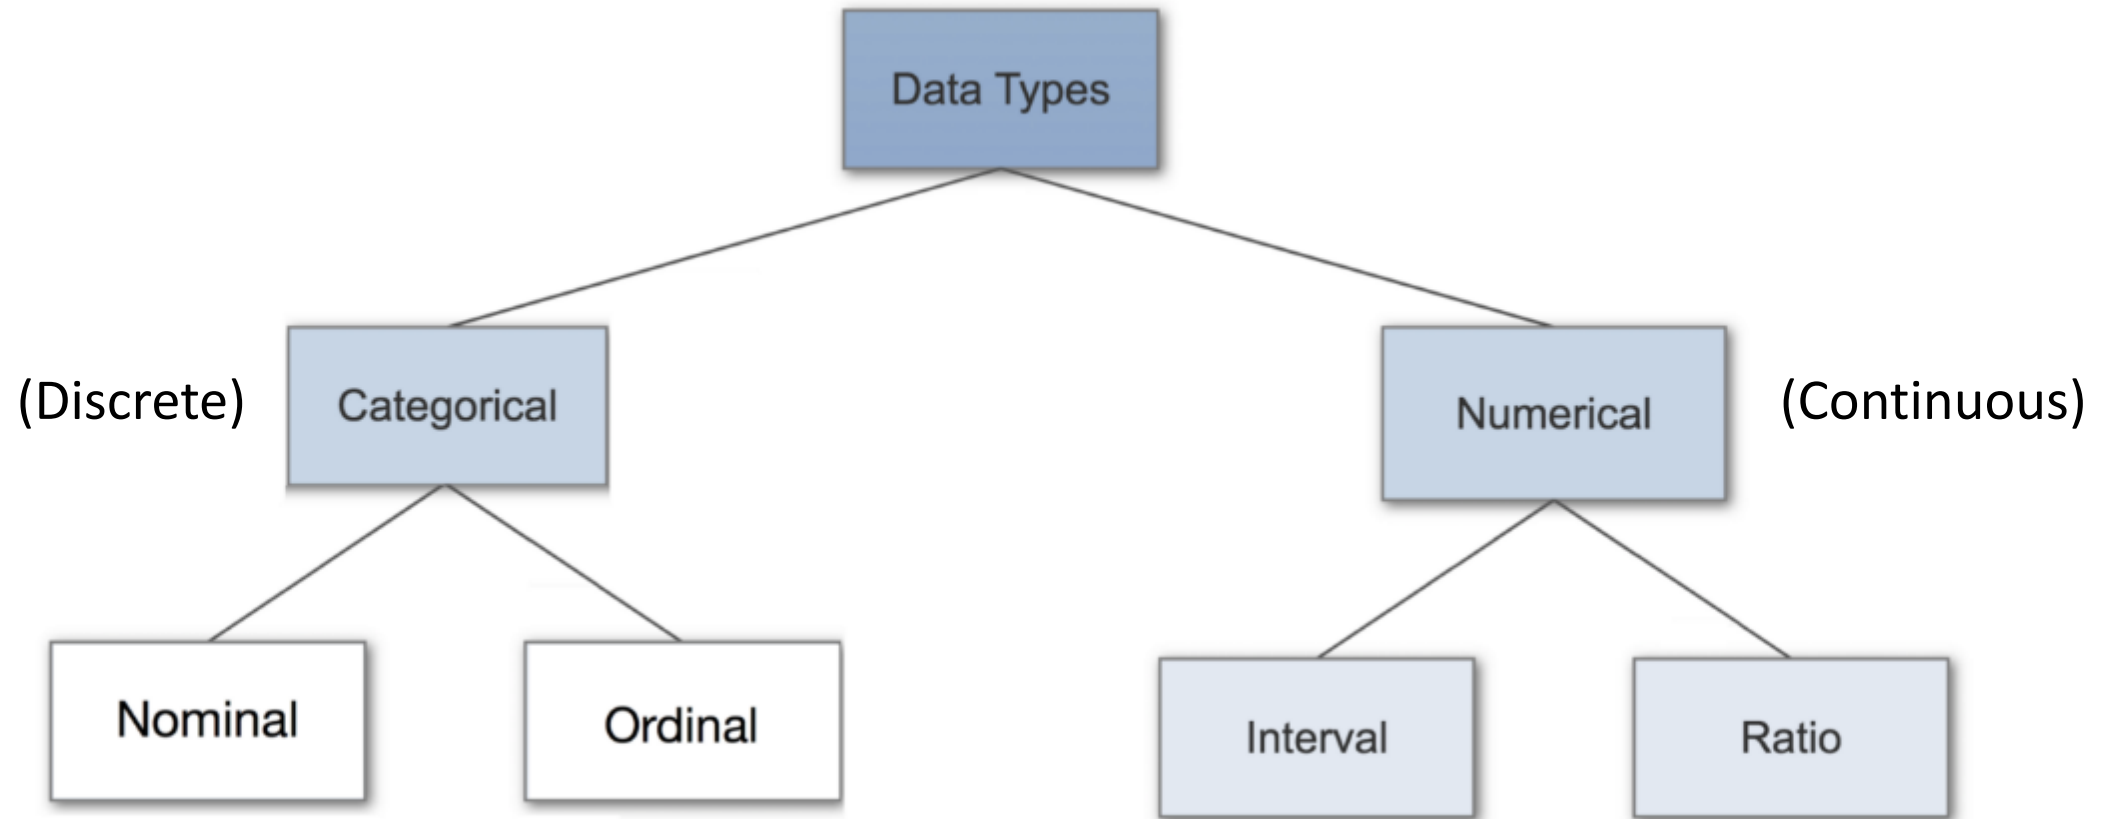 Data Types
(Discrete)
Categorical
Numerical
(Continuous)
Nominal
Ordinal
Interval
Ratio